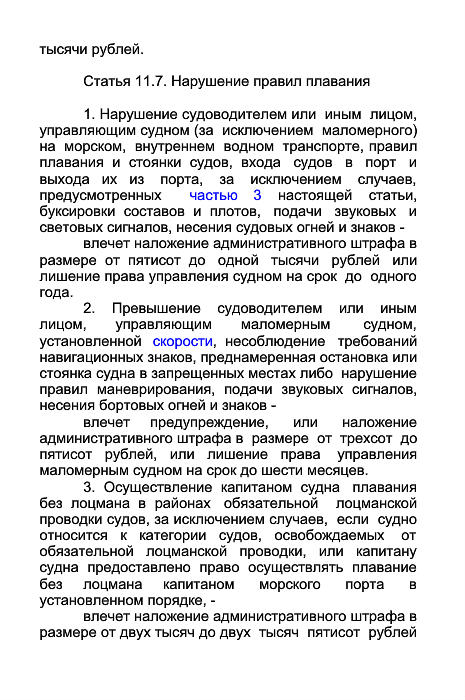 тысячи рублей.
Статья 11.7. Нарушение правил плавания
1. Нарушение судоводителем или иным лицом,
управляющим судном (за исключением маломерного)
на морском, внутреннем водном транспорте, правил
плавания и стоянки судов, входа судов в порт и
выхода их из порта, за исключением случаев,
предусмотренных частью 3 настоящей статьи,
буксировки составов и плотов, подачи звуковых и
световых сигналов, несения судовых огней и знаков -
влечет наложение административного штрафа в
размере от пятисот до одной тысячи рублей или
лишение права управления судном на срок до одного
года.
2. Превышение судоводителем или иным
лицом, управляющим маломерным судном,
установленной скорости, несоблюдение требований
навигационных знаков, преднамеренная остановка или
стоянка судна в запрещенных местах либо нарушение
правил маневрирования, подачи звуковых сигналов,
несения бортовых огней и знаков -
влечет предупреждение, или наложение
административного штрафа в размере от трехсот до
пятисот рублей, или лишение права управления
маломерным судном на срок до шести месяцев.
3. Осуществление капитаном судна плавания
без лоцмана в районах обязательной лоцманской
проводки судов, за исключением случаев, если судно
относится к категории судов, освобождаемых от
обязательной лоцманской проводки, или капитану
судна предоставлено право осуществлять плавание
без лоцмана капитаном морского порта в
установленном порядке, -
влечет наложение административного штрафа в
размере от двух тысяч до двух тысяч пятисот рублей